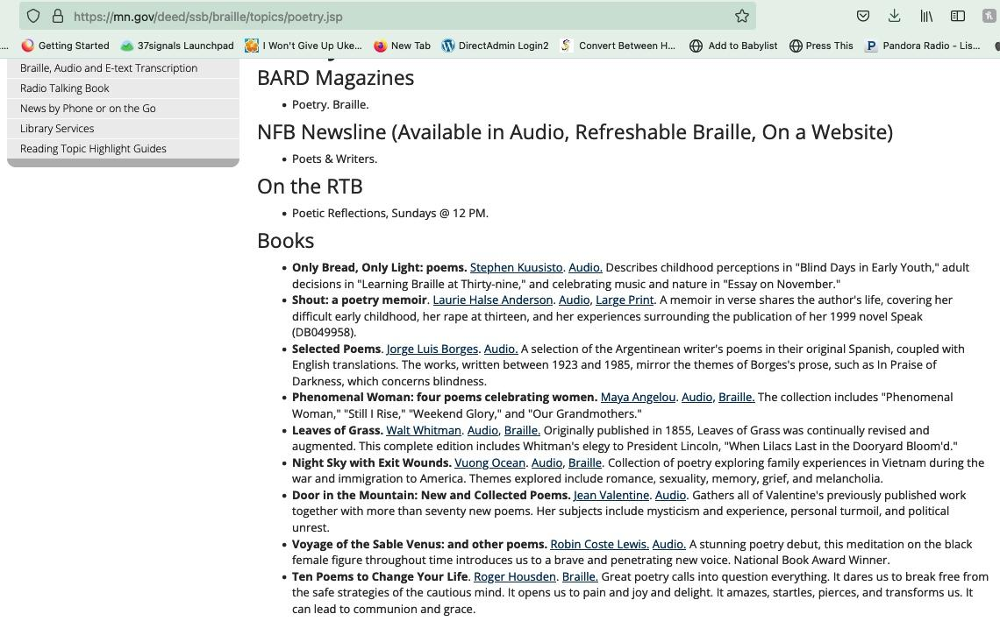 https://mn.gov/deed/ssb/braille/topics/poetry.jsp
Getting Started
37signals Launchpad
I Won't Give Up Uke...
New Tab
DirectAdmin Login2
Convert Between H...
Add to Babylist
Press This
Pandora Radio - Lis...
Braille, Audio and E-text Transcription
Radio Talking Book
News by Phone or on the Go
Library Services
Reading Topic Highlight Guides
BARD Magazines
• Poetry. Braille.
NFB Newsline (Available in Audio, Refreshable Braille, On a Website)
• Poets & Writers.
On the RTB
• Poetic Reflections, Sundays @ 12 PM.
Books
• Only Bread, Only Light: poems. Stephen Kuusisto. Audio. Describes childhood perceptions in "Blind Days in Early Youth," adult
decisions in "Learning Braille at Thirty-nine," and celebrating music and nature in "Essay on November."
• Shout: a poetry memoir. Laurie Halse Anderson. Audio, Large Print. A memoir in verse shares the author's life, covering her
difficult early childhood, her rape at thirteen, and her experiences surrounding the publication of her 1999 novel Speak
(DB049958).
• Selected Poems. Jorge Luis Borges. Audio. A selection of the Argentinean writer's poems in their original Spanish, coupled with
English translations. The works, written between 1923 and 1985, mirror the themes of Borges's prose, such as In Praise of
Darkness, which concerns blindness.
• Phenomenal Woman: four poems celebrating women. Maya Angelou. Audio, Braille. The collection includes "Phenomenal
Woman," "Still I Rise," "Weekend Glory," and "Our Grandmothers."
• Leaves of Grass. Walt Whitman. Audio, Braille. Originally published in 1855, Leaves of Grass was continually revised and
augmented. This complete edition includes Whitman's elegy to President Lincoln, "When Lilacs Last in the Dooryard Bloom'd."
• Night Sky with Exit Wounds. Vuong Ocean. Audio, Braille. Collection of poetry exploring family experiences in Vietnam during the
war and immigration to America. Themes explored include romance, sexuality, memory, grief, and melancholia.
• Door in the Mountain: New and Collected Poems. Jean Valentine. Audio. Gathers all of Valentine's previously published work
together with more than seventy new poems. Her subjects include mysticism and experience, personal turmoil, and political
unrest.
• Voyage of the Sable Venus: and other poems. Robin Coste Lewis. Audio. A stunning poetry debut, this meditation on the black
female figure throughout time introduces us to a brave and penetrating new voice. National Book Award Winner.
• Ten Poems to Change Your Life. Roger Housden. Braille. Great poetry calls into question everything. It dares us to break free from
the safe strategies of the cautious mind. It opens us to pain and joy and delight. It amazes, startles, pierces, and transforms us. It
can lead to communion and grace.